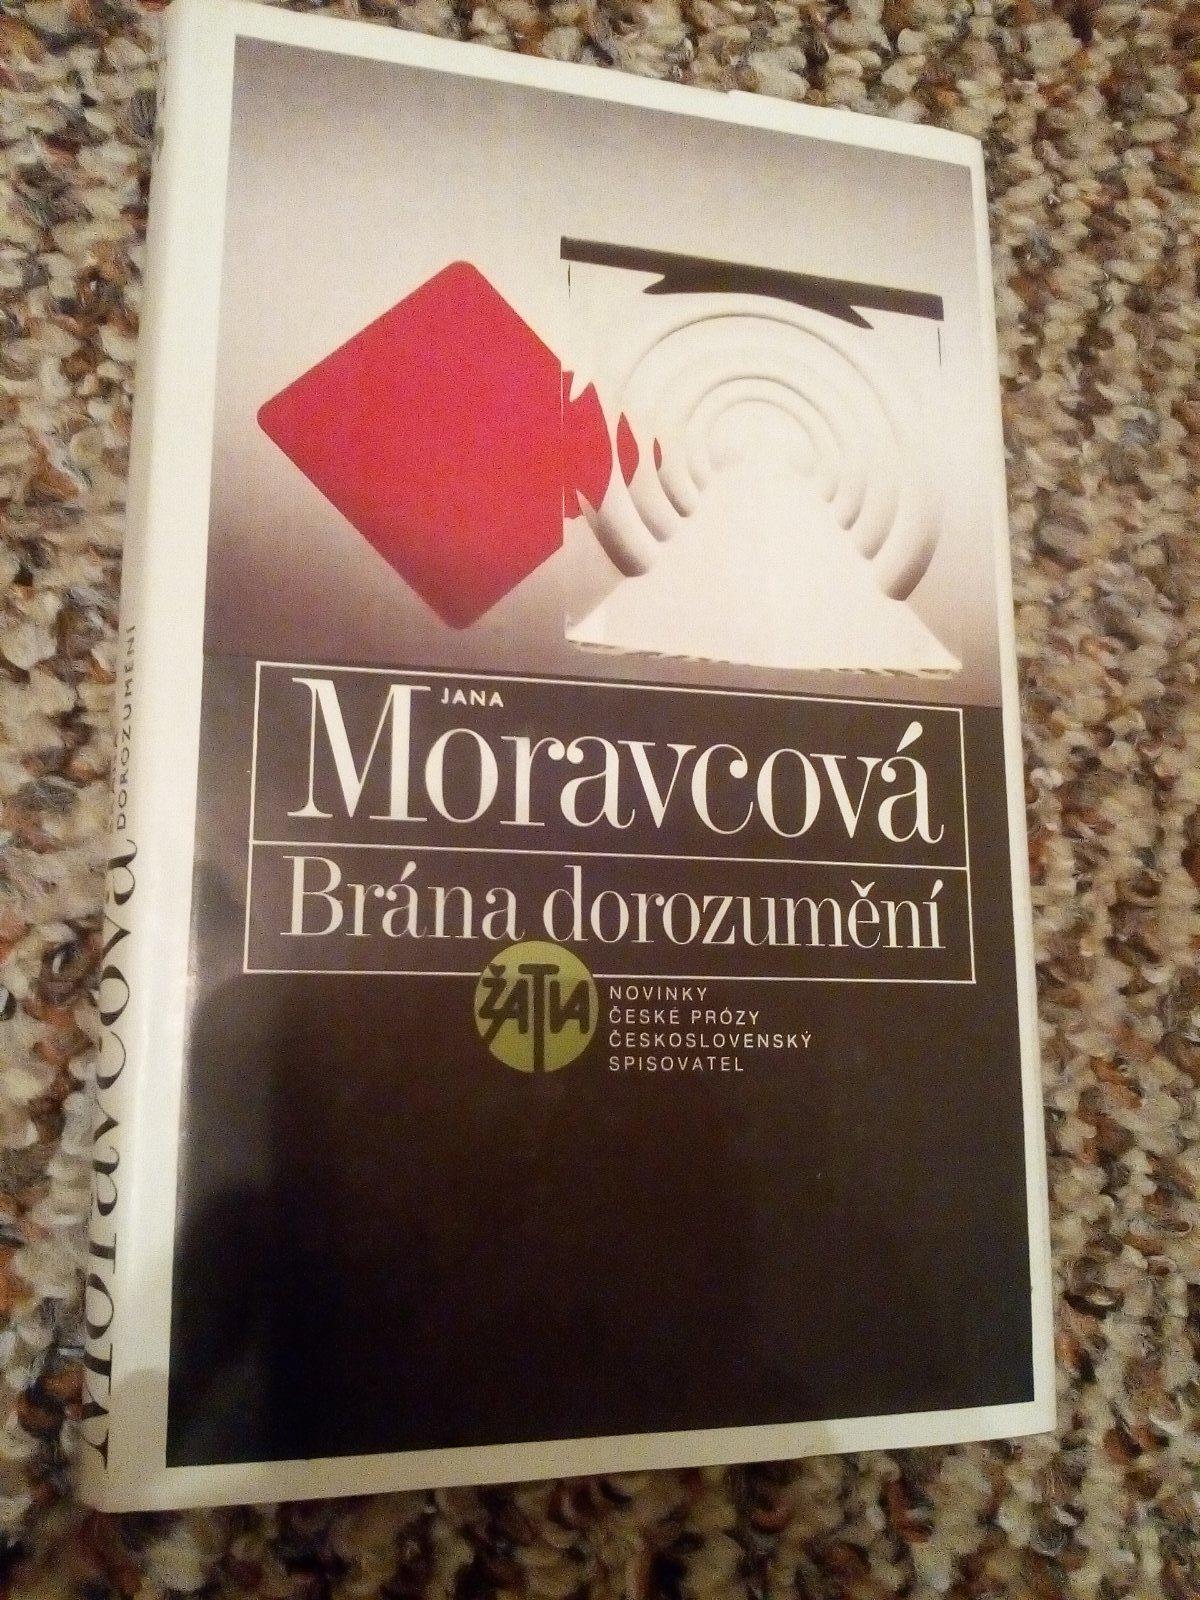 JANA
Moravcová
Brána dorozumění
ŽATVA
NOVINKY
ČESKÉ PRÓZY
ČESKOSLOVENSKÝ
SPISOVATEL
Moravcová
DOROZUMĚNÍ